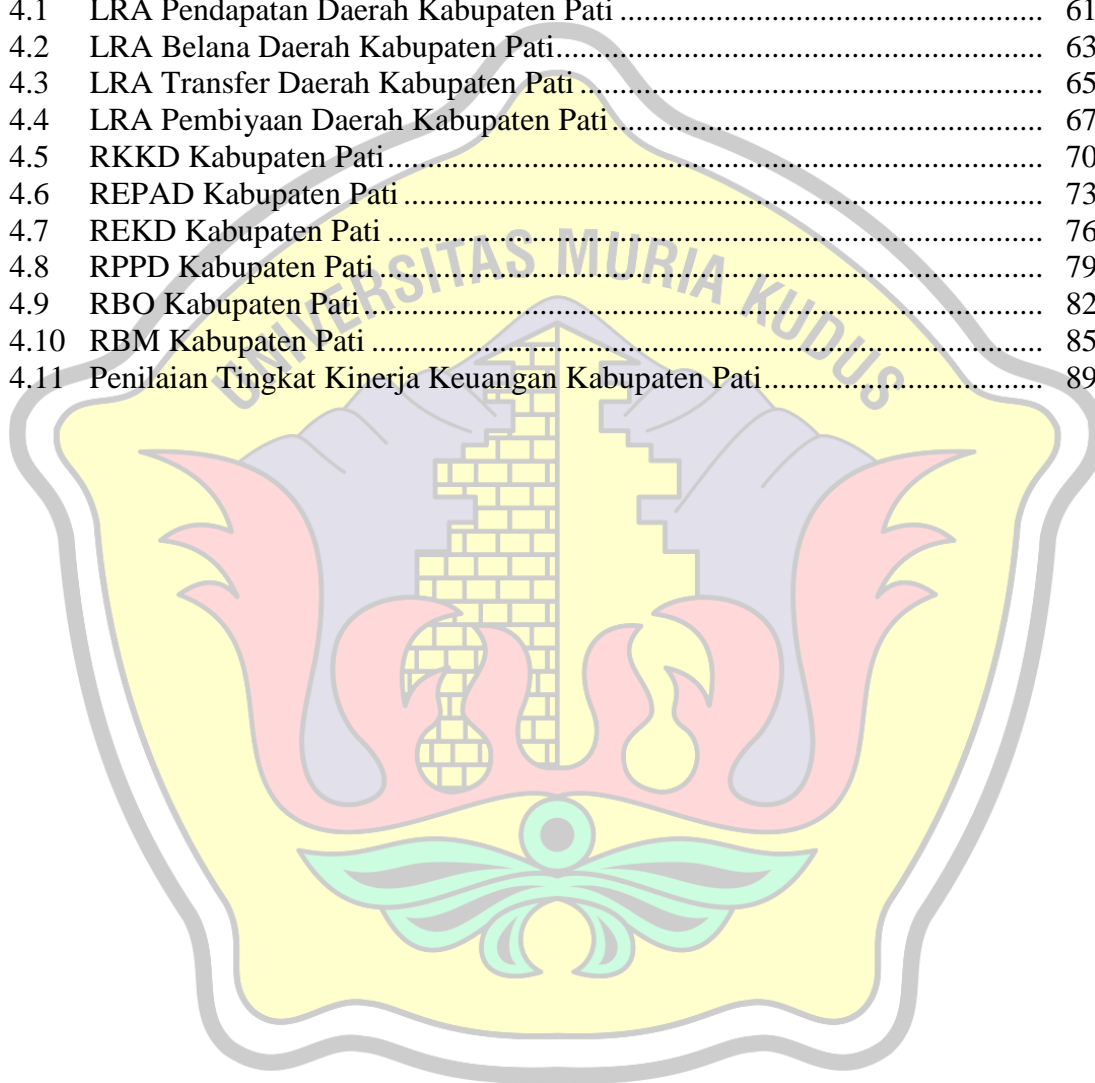 4.1 LRA Pendapatan Daerah Kabupaten Pati ................................................ 61
4.2 LRA Belana Daerah Kabupaten Pati ....................................................... 63
4.3 LRA Transfer Daerah Kabupaten Pati .................................................... 65
4.4 LRA Pembiyaan Daerah Kabupaten Pati ................................................ 67
4.5 RKKD Kabupaten Pati ........................................................................... 70
4.6 REPAD Kabupaten Pati ......................................................................... 73
4.7 REKD Kabupaten Pati ........................................................................... 76
4.8 RPPD Kabupaten Pati ............................................................................ 79
4.9 RBO Kabupaten Pati .............................................................................. 82
4.10 RBM Kabupaten Pati ............................................................................. 85
4.11 Penilaian Tingkat Kinerja Keuangan Kabupaten Pati ............................. 89
UNIVERSITAS MURIA KUDUS